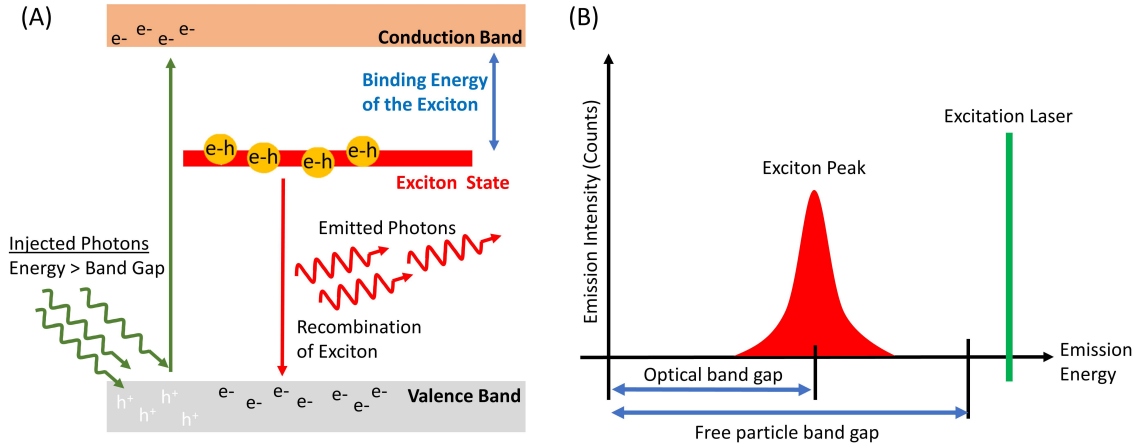 (A)
e- e- e- e-
Conduction Band
Binding Energy
of the Exciton
e-h e-h e-h e-h
Exciton State
Injected Photons
Energy > Band Gap
Emitted Photons
Recombination
of Exciton
h+ h+ h+ h+
e- e- e- e- e- e-
Valence Band
(B)
Emission Intensity (Counts)
Excitation Laser
Exciton Peak
Emission
Energy
Optical band gap
Free particle band gap